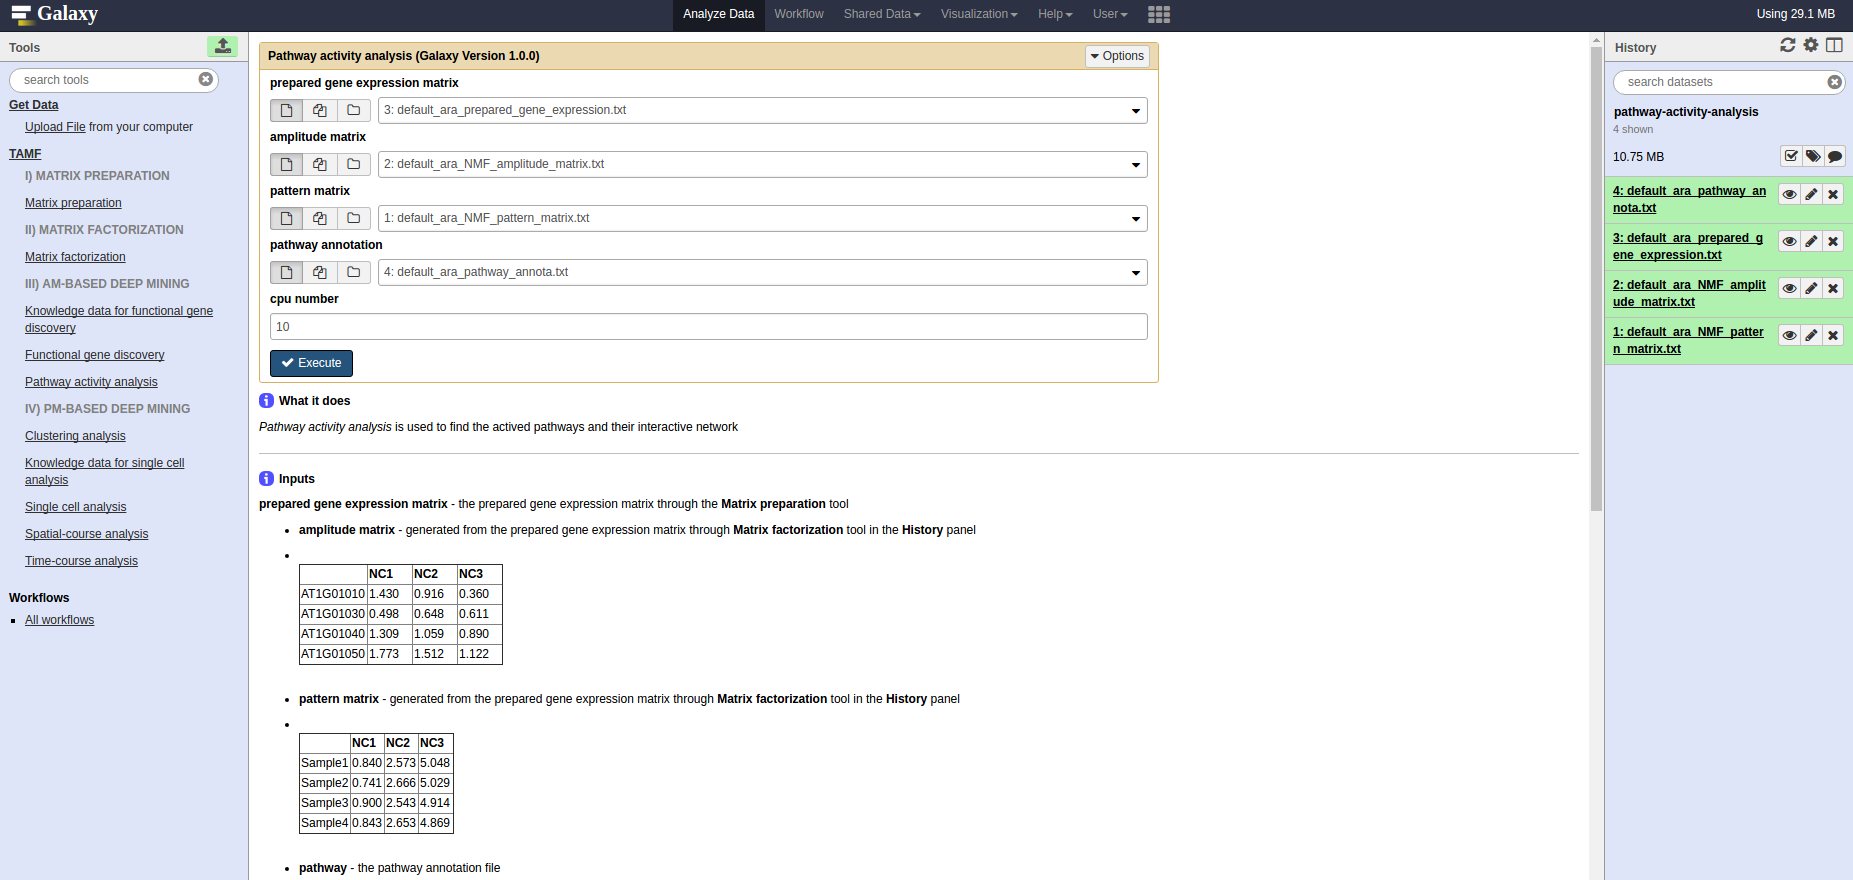 Galaxy
Analyze Data Workflow Shared Data Visualization Help User
Using 29.1 MB
Tools
search tools
Get Data
Upload File from your computer
TAMF
I) MATRIX PREPARATION
Matrix preparation
II) MATRIX FACTORIZATION
Matrix factorization
III) AM-BASED DEEP MINING
Knowledge data for functional gene
discovery
Functional gene discovery
Pathway activity analysis
IV) PM-BASED DEEP MINING
Clustering analysis
Knowledge data for single cell
analysis
Single cell analysis
Spatial-course analysis
Time-course analysis
Workflows
All workflows
Pathway activity analysis (Galaxy Version 1.0.0)
Options
prepared gene expression matrix
3: default_ara_prepared_gene_expression.txt
amplitude matrix
2: default_ara_NMF_amplitude_matrix.txt
pattern matrix
1: default_ara_NMF_pattern_matrix.txt
pathway annotation
4: default_ara_pathway_annota.txt
cpu number
10
Execute
What it does
Pathway activity analysis is used to find the actived pathways and their interactive network
Inputs
prepared gene expression matrix - the prepared gene expression matrix through the Matrix preparation tool
amplitude matrix - generated from the prepared gene expression matrix through Matrix factorization tool in the History panel
NC1 NC2 NC3
AT1G01010 1.430 0.916 0.360
AT1G01030 0.498 0.648 0.611
AT1G01040 1.309 1.059 0.890
AT1G01050 1.773 1.512 1.122
pattern matrix - generated from the prepared gene expression matrix through Matrix factorization tool in the History panel
NC1 NC2 NC3
Sample1 0.840 2.573 5.048
Sample2 0.741 2.666 5.029
Sample3 0.900 2.543 4.914
Sample4 0.843 2.653 4.869
pathway - the pathway annotation file
History
search datasets
pathway-activity-analysis
4 shown
10.75 MB
4: default_ara_pathway_an
nota.txt
3: default_ara_prepared_g
ene_expression.txt
2: default_ara_NMF_amplit
ude_matrix.txt
1: default_ara_NMF_patter
n_matrix.txt